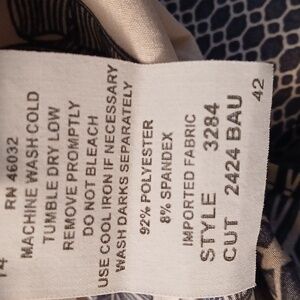 14
RN 46032
MACHINE WASH COLD
TUMBLE DRY LOW
REMOVE PROMPTLY
DO NOT BLEACH
USE COOL IRON IF NECESSARY
WASH DARKS SEPARATELY
92% POLYESTER
8% SPANDEX
IMPORTED FABRIC
STYLE 3284
CUT 2424 BAU
42